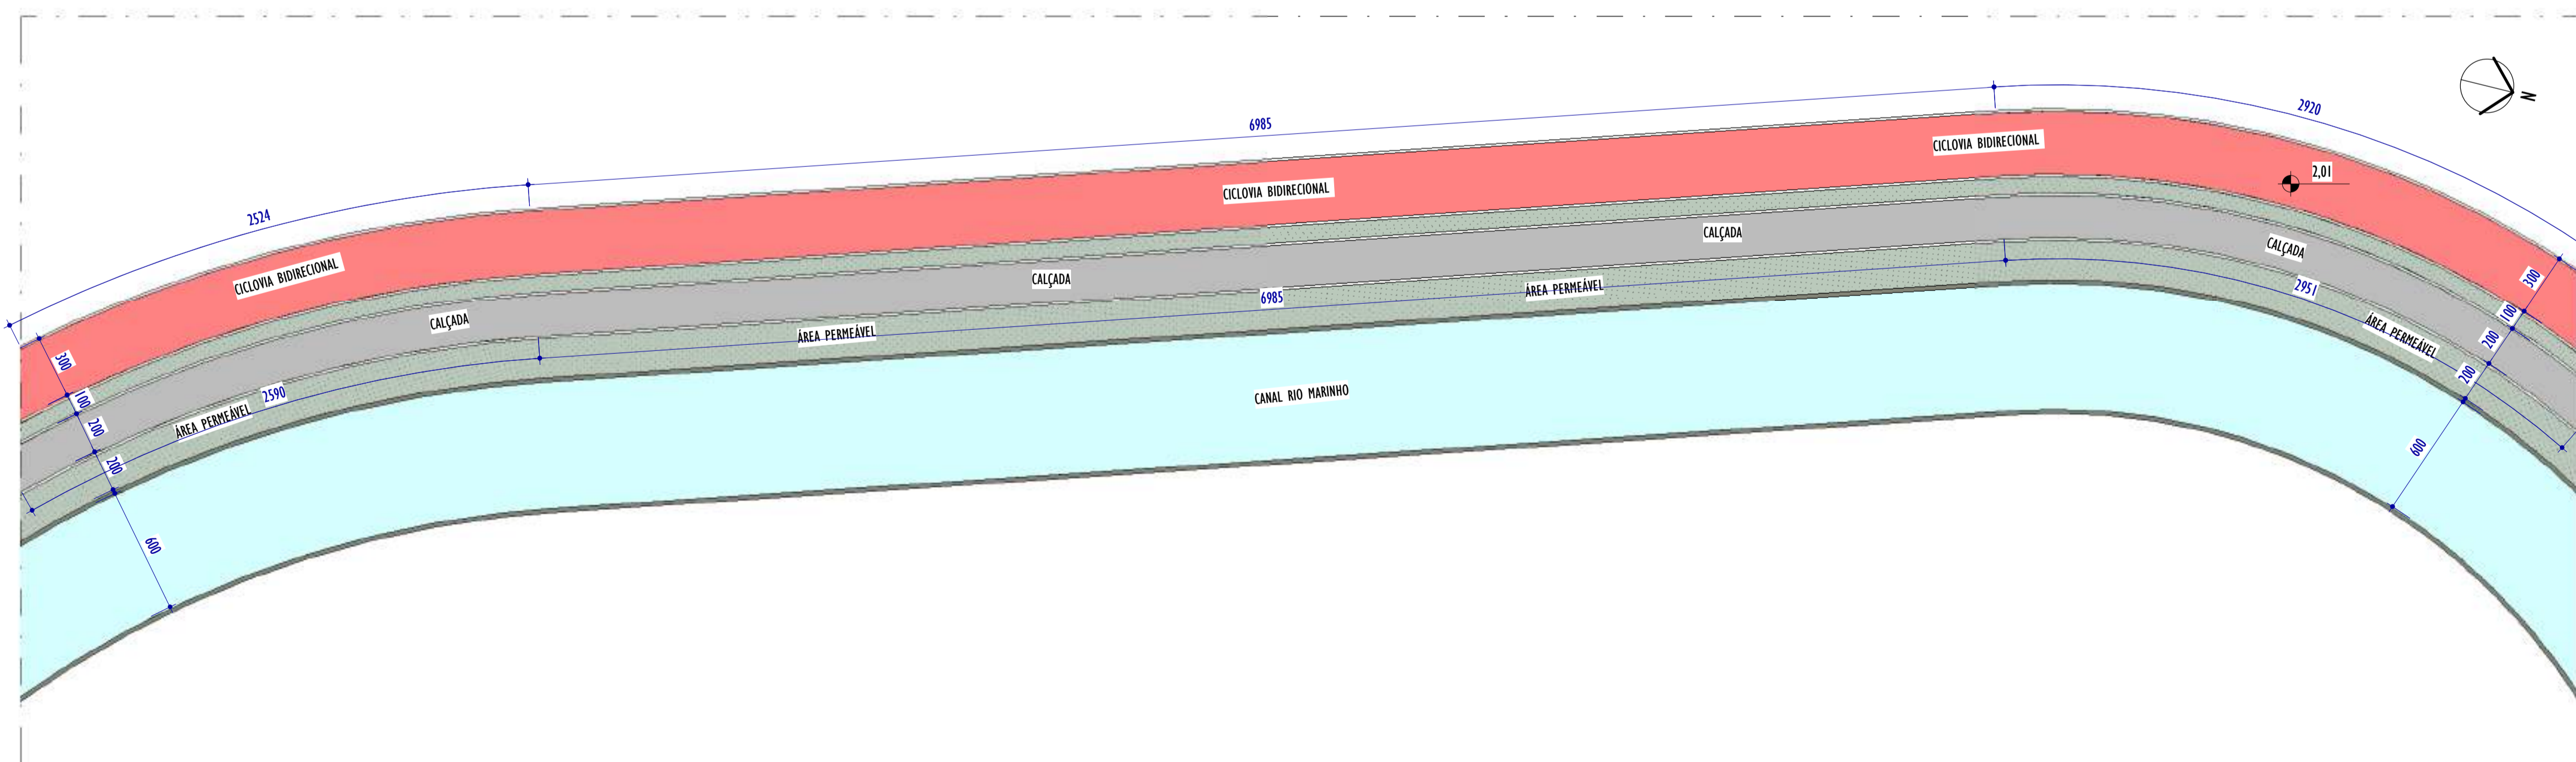 2920
N
6985
CICLOVIA BIDIRECIONAL
2,01
CICLOVIA BIDIRECIONAL
2524
CALÇADA
CALÇADA
CICLOVIA BIDIRECIONAL
300
CALÇADA
6985
ÁREA PERMEÁVEL
2951
100
CALÇADA
ÁREA PERMEÁVEL
ÁREA PERMEÁVEL
200
300
200
2590
CANAL RIO MARINHO
100
ÁREA PERMEÁVEL
200
600
200
600